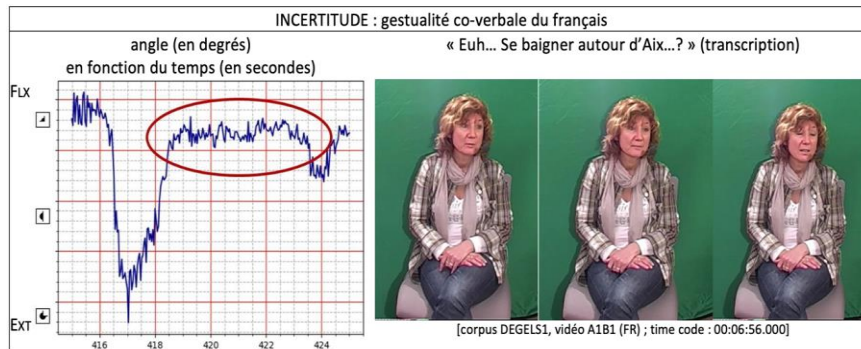 INCERTITUDE : gestualité co-verbale du français
angle (en degrés)
en fonction du temps (en secondes)
« Euh... Se baigner autour d’Aix...? » (transcription)
FLX
EXT
416 418 420 422 424
[corpus DEGELS1, vidéo A1B1 (FR) ; time code : 00:06:56.000]